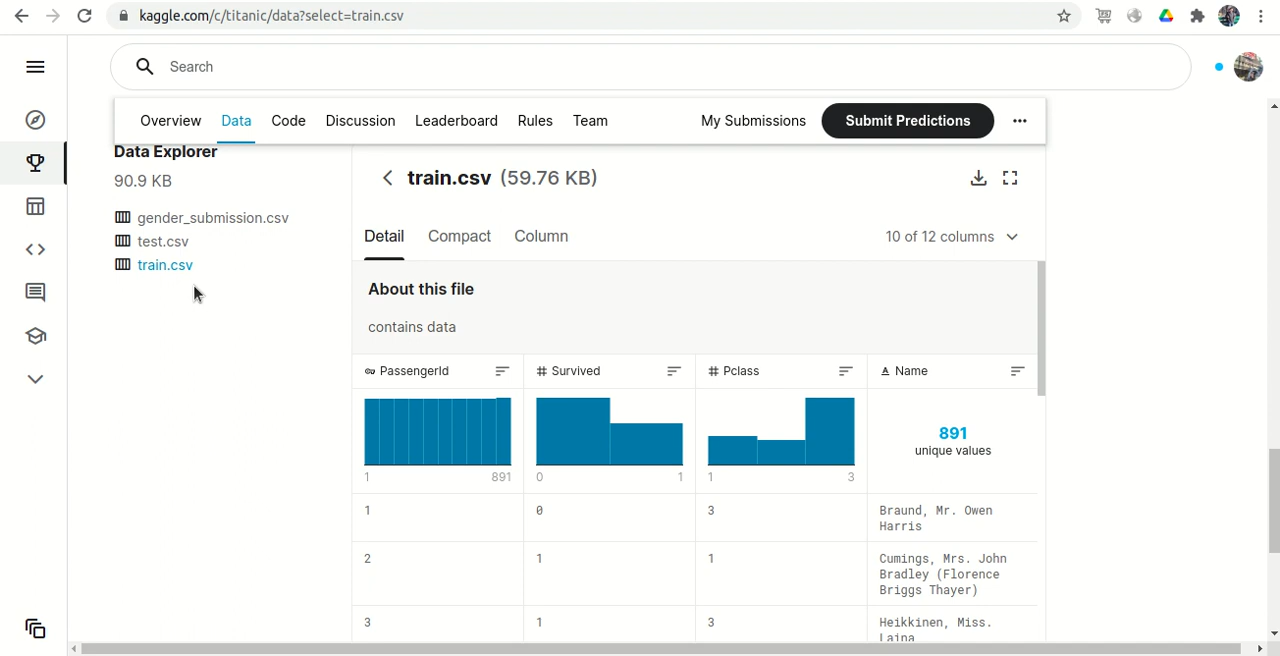 kaggle.com/c/titanic/data?select=train.csv
Search
Overview Data Code Discussion Leaderboard Rules Team My Submissions Submit Predictions
Data Explorer
90.9 KB
gender_submission.csv
test.csv
train.csv
train.csv (59.76 KB)
Detail Compact Column 10 of 12 columns
About this file
contains data
PassengerId # Survived # Pclass A Name
891
unique values
1 891 0 1 1 3
1 0 3 Braund, Mr. Owen
Harris
2 1 1 Cumings, Mrs. John
Bradley (Florence
Briggs Thayer)
3 1 3 Heikkinen, Miss.
Laina